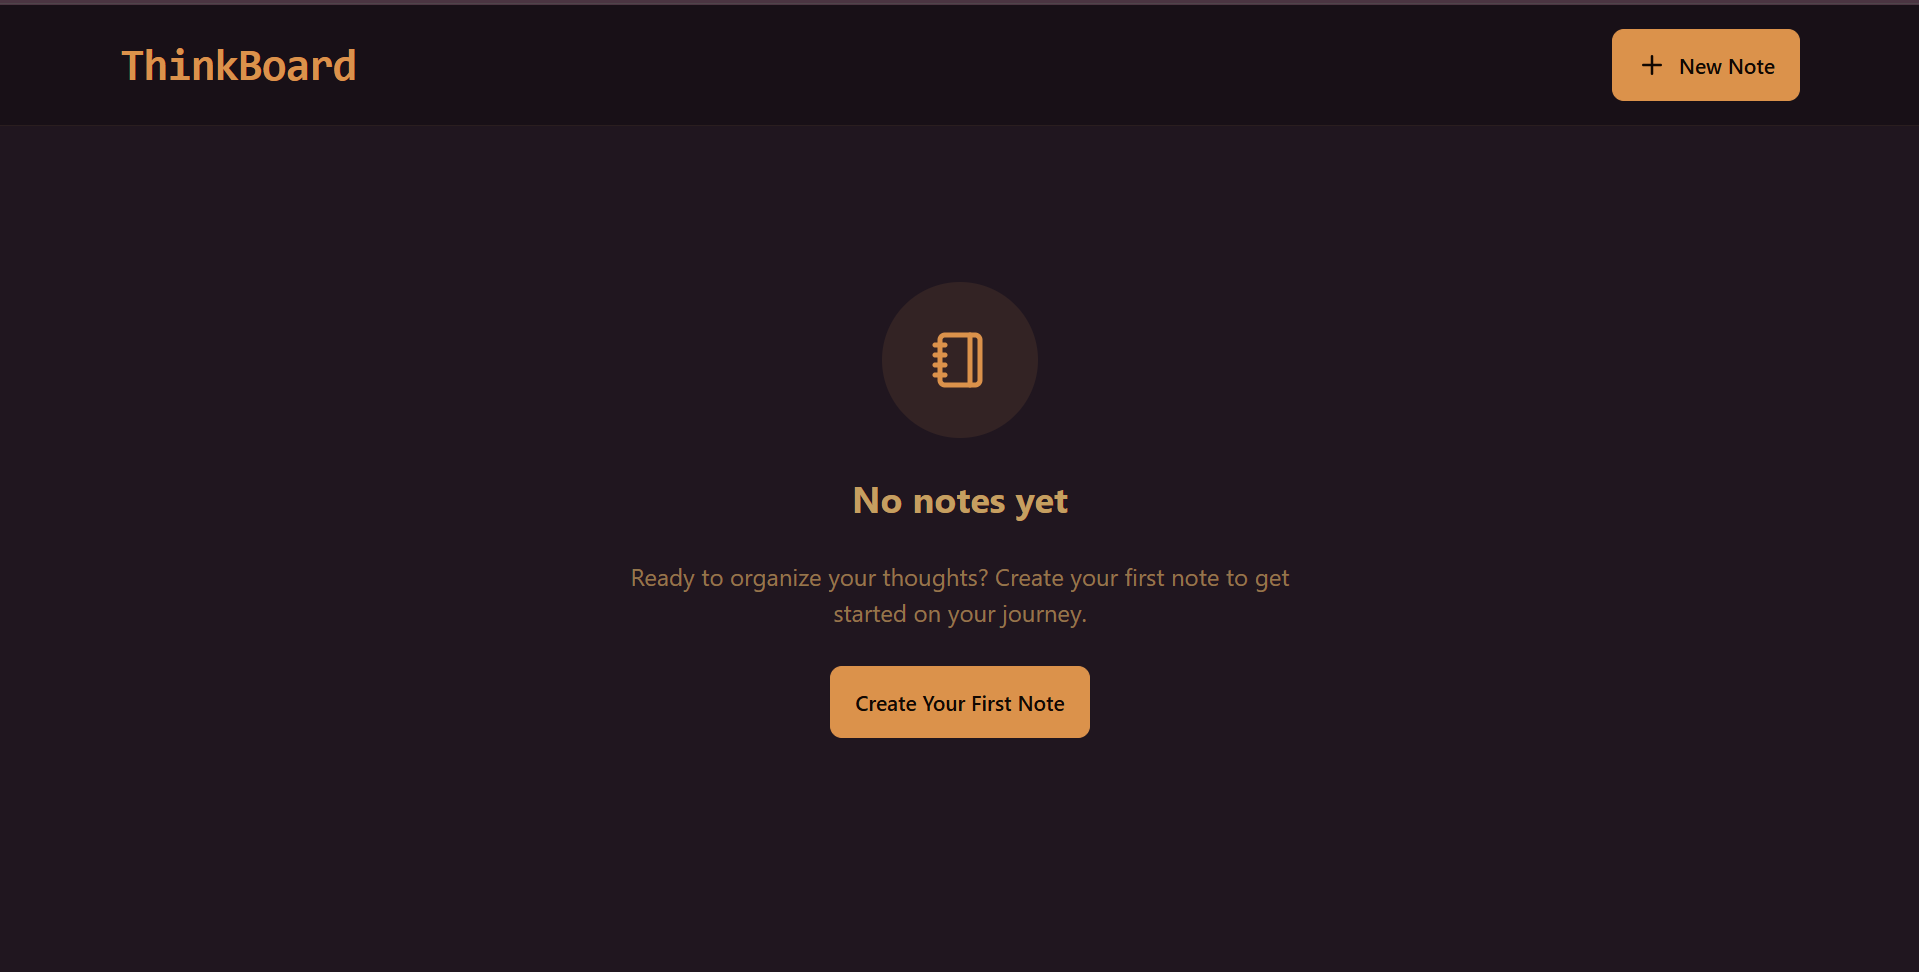 ThinkBoard
New Note
No notes yet
Ready to organize your thoughts? Create your first note to get
started on your journey.
Create Your First Note